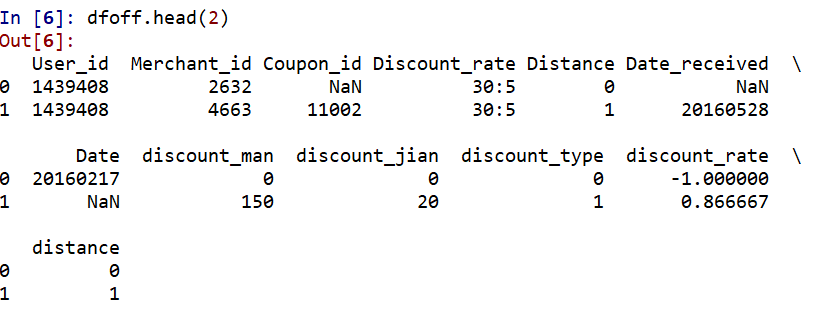 In [6]: dfoff.head(2)
Out[6]:
   User_id  Merchant_id Coupon_id Discount_rate Distance Date_received  \
0  1439408         2632       NaN          30:5        0           NaN
1  1439408         4663     11002          30:5        1      20160528

       Date  discount_man  discount_jian  discount_type  discount_rate  \
0  20160217             0              0              0      -1.000000
1       NaN           150             20              1       0.866667

   distance
0         0
1         1